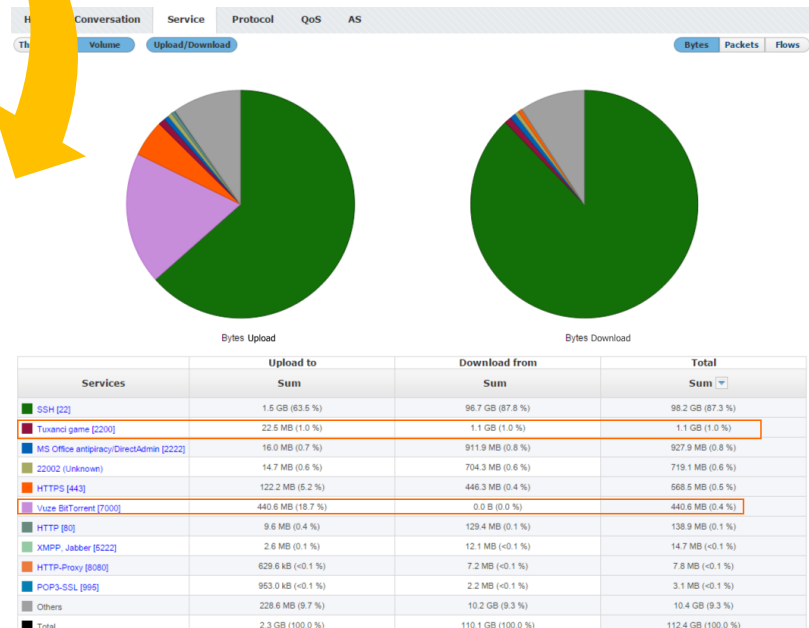 H Conversation Service Protocol QoS AS
Th Volume Upload/Download Bytes Packets Flows
Bytes Upload Bytes Download
Upload to Download from Total
Services Sum Sum Sum
SSH [22] 1.5 GB (63.5 %) 96.7 GB (87.8 %) 98.2 GB (87.3 %)
Tuxanci game [2200] 22.5 MB (1.0 %) 1.1 GB (1.0 %) 1.1 GB (1.0 %)
MS Office antipiracy/DirectAdmin [2222] 16.0 MB (0.7 %) 911.9 MB (0.8 %) 927.9 MB (0.8 %)
22002 (Unknown) 14.7 MB (0.6 %) 704.3 MB (0.6 %) 719.1 MB (0.6 %)
HTTPS [443] 122.2 MB (5.2 %) 446.3 MB (0.4 %) 568.5 MB (0.5 %)
Vuze BitTorrent [7000] 440.6 MB (18.7 %) 0.0 B (0.0 %) 440.6 MB (0.4 %)
HTTP [80] 9.6 MB (0.4 %) 129.4 MB (0.1 %) 138.9 MB (0.1 %)
XMPP, Jabber [5222] 2.6 MB (0.1 %) 12.1 MB (<0.1 %) 14.7 MB (<0.1 %)
HTTP-Proxy [8080] 629.6 kB (<0.1 %) 7.2 MB (<0.1 %) 7.8 MB (<0.1 %)
POP3-SSL [995] 953.0 kB (<0.1 %) 2.2 MB (<0.1 %) 3.1 MB (<0.1 %)
Others 228.6 MB (9.7 %) 10.2 GB (9.3 %) 10.4 GB (9.3 %)
Total 2.3 GB (100.0 %) 110.1 GB (100.0 %) 112.4 GB (100.0 %)